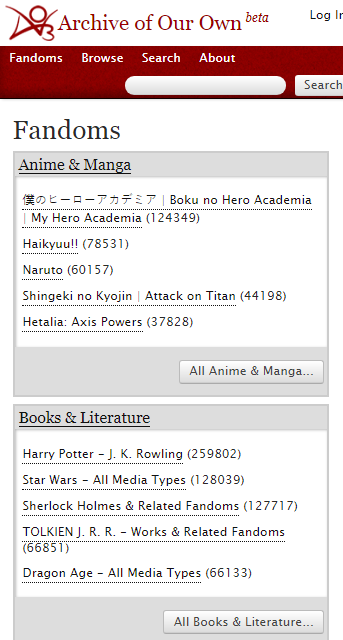 Archive of Our Own beta
Log In
Fandoms Browse Search About
Search
Fandoms
Anime & Manga
僕のヒーローアカデミア | Boku no Hero Academia
| My Hero Academia (124349)
Haikyuu!! (78531)
Naruto (60157)
Shingeki no Kyojin | Attack on Titan (44198)
Hetalia: Axis Powers (37828)
All Anime & Manga...
Books & Literature
Harry Potter - J. K. Rowling (259802)
Star Wars - All Media Types (128039)
Sherlock Holmes & Related Fandoms (127717)
TOLKIEN J. R. R. - Works & Related Fandoms
(66851)
Dragon Age - All Media Types (66133)
All Books & Literature...